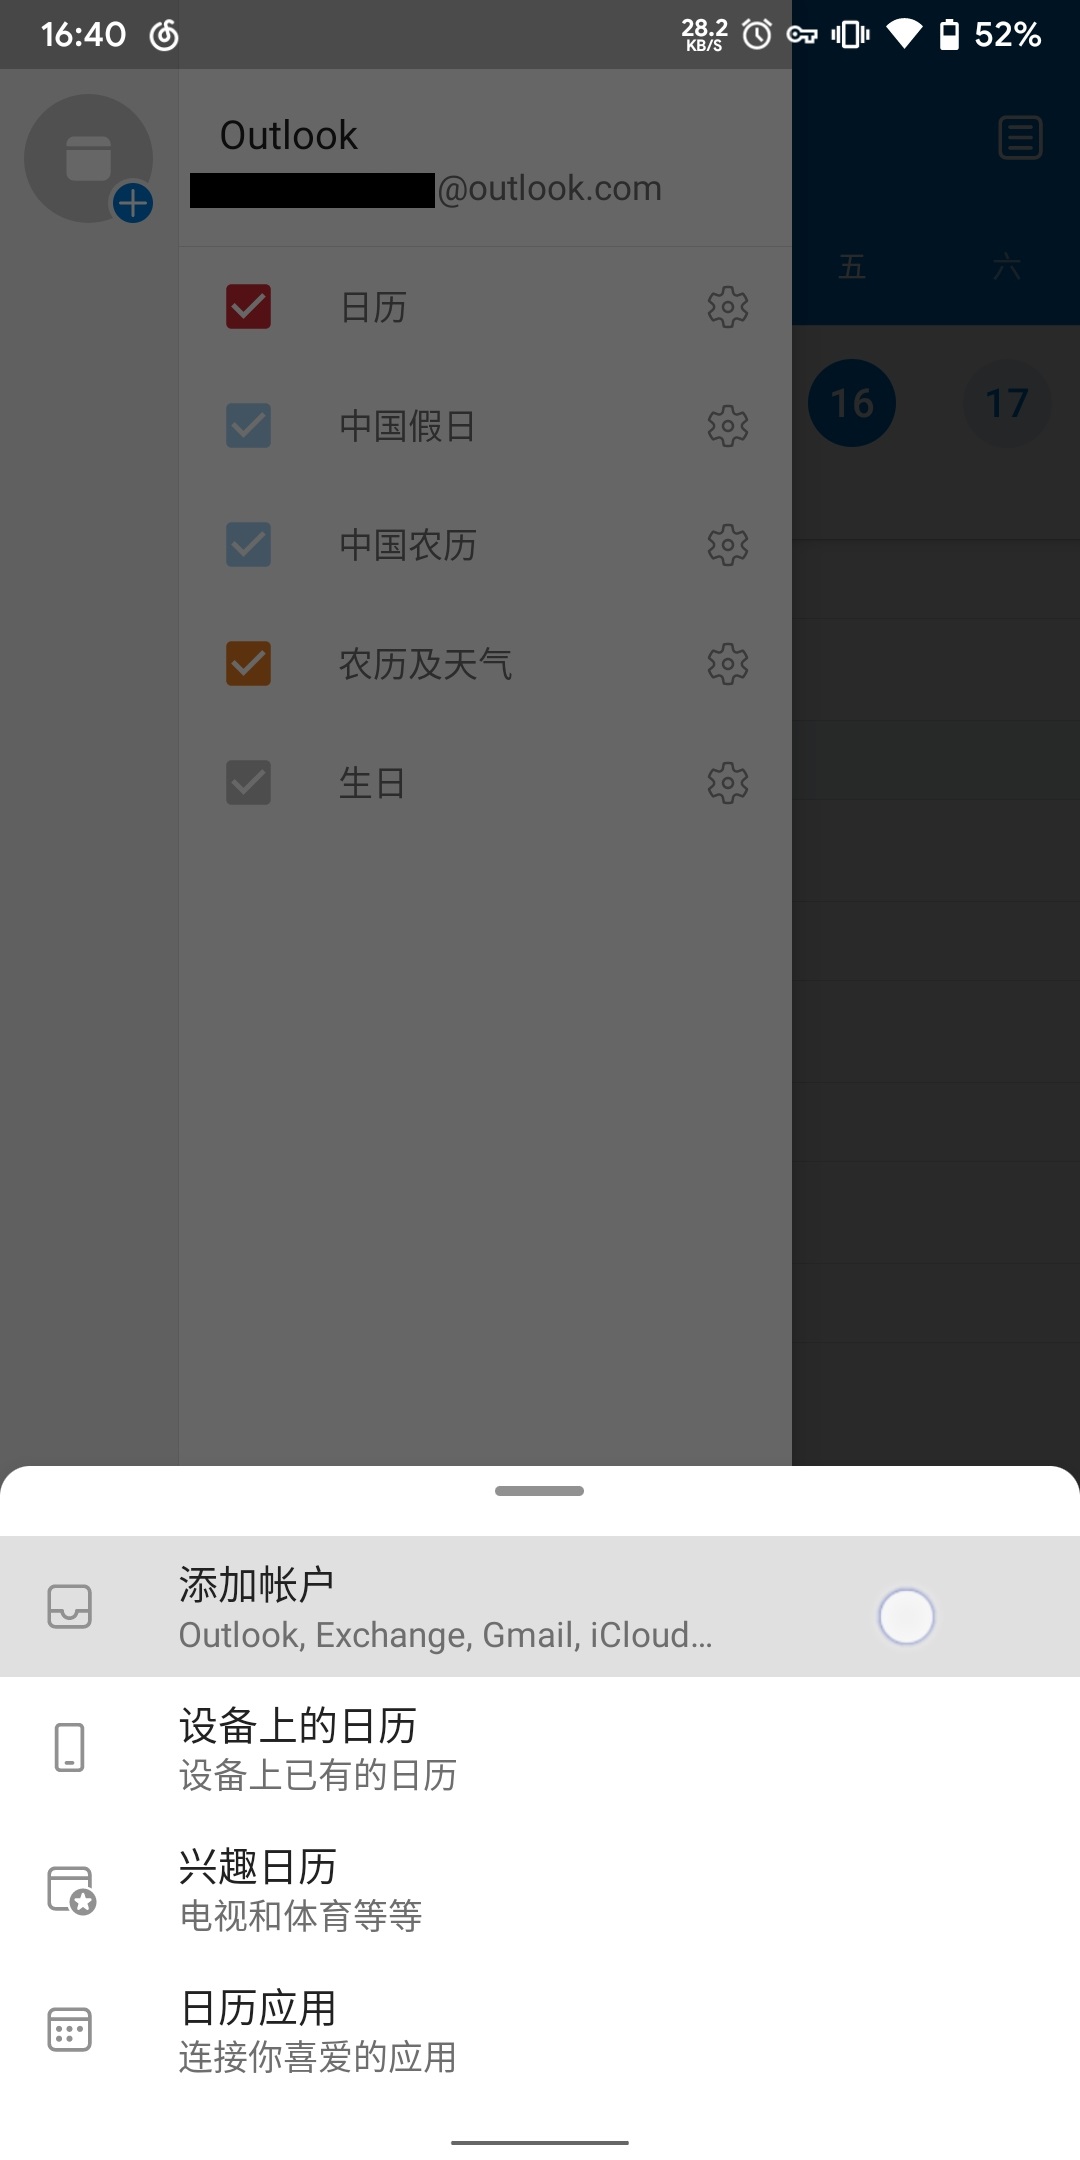 16:40
28.2 KB/S
52%
Outlook
@outlook.com
五 六
日历
16 17
中国假日
中国农历
农历及天气
生日
添加帐户
Outlook, Exchange, Gmail, iCloud...
设备上的日历
设备上已有的日历
兴趣日历
电视和体育等等
日历应用
连接你喜爱的应用